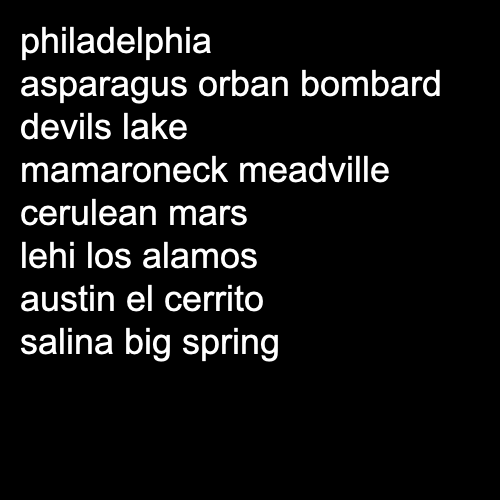 philadelphia
asparagus orban bombard
devils lake
mamaroneck meadville
cerulean mars
lehi los alamos
austin el cerrito
salina big spring